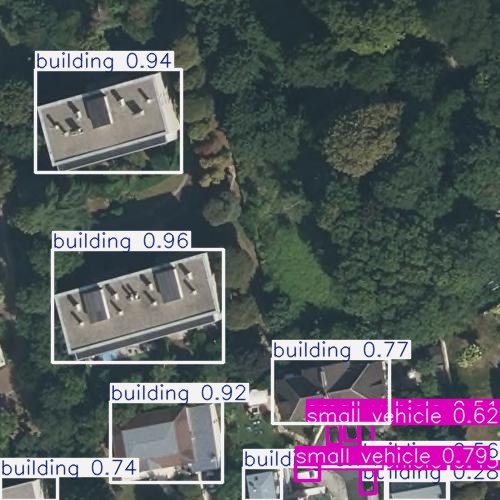 building 0.94
building 0.96
building 0.77
building 0.92
small vehicle 0.62
small vehicle 0.79
building 0.74